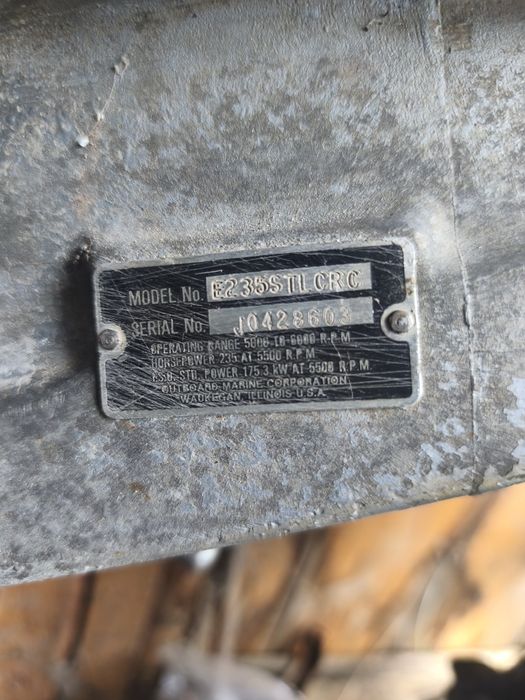 MODEL No. E235STLCRC
SERIAL No. J0428603
OPERATING RANGE 5000 TO 6000 R.P.M.
HORSEPOWER 235 AT 5500 R.P.M.
STD. POWER 175.3 KW AT 5500 R.P.M.
OUTBOARD MARINE CORPORATION
WAUKEGAN, ILLINOIS U.S.A.